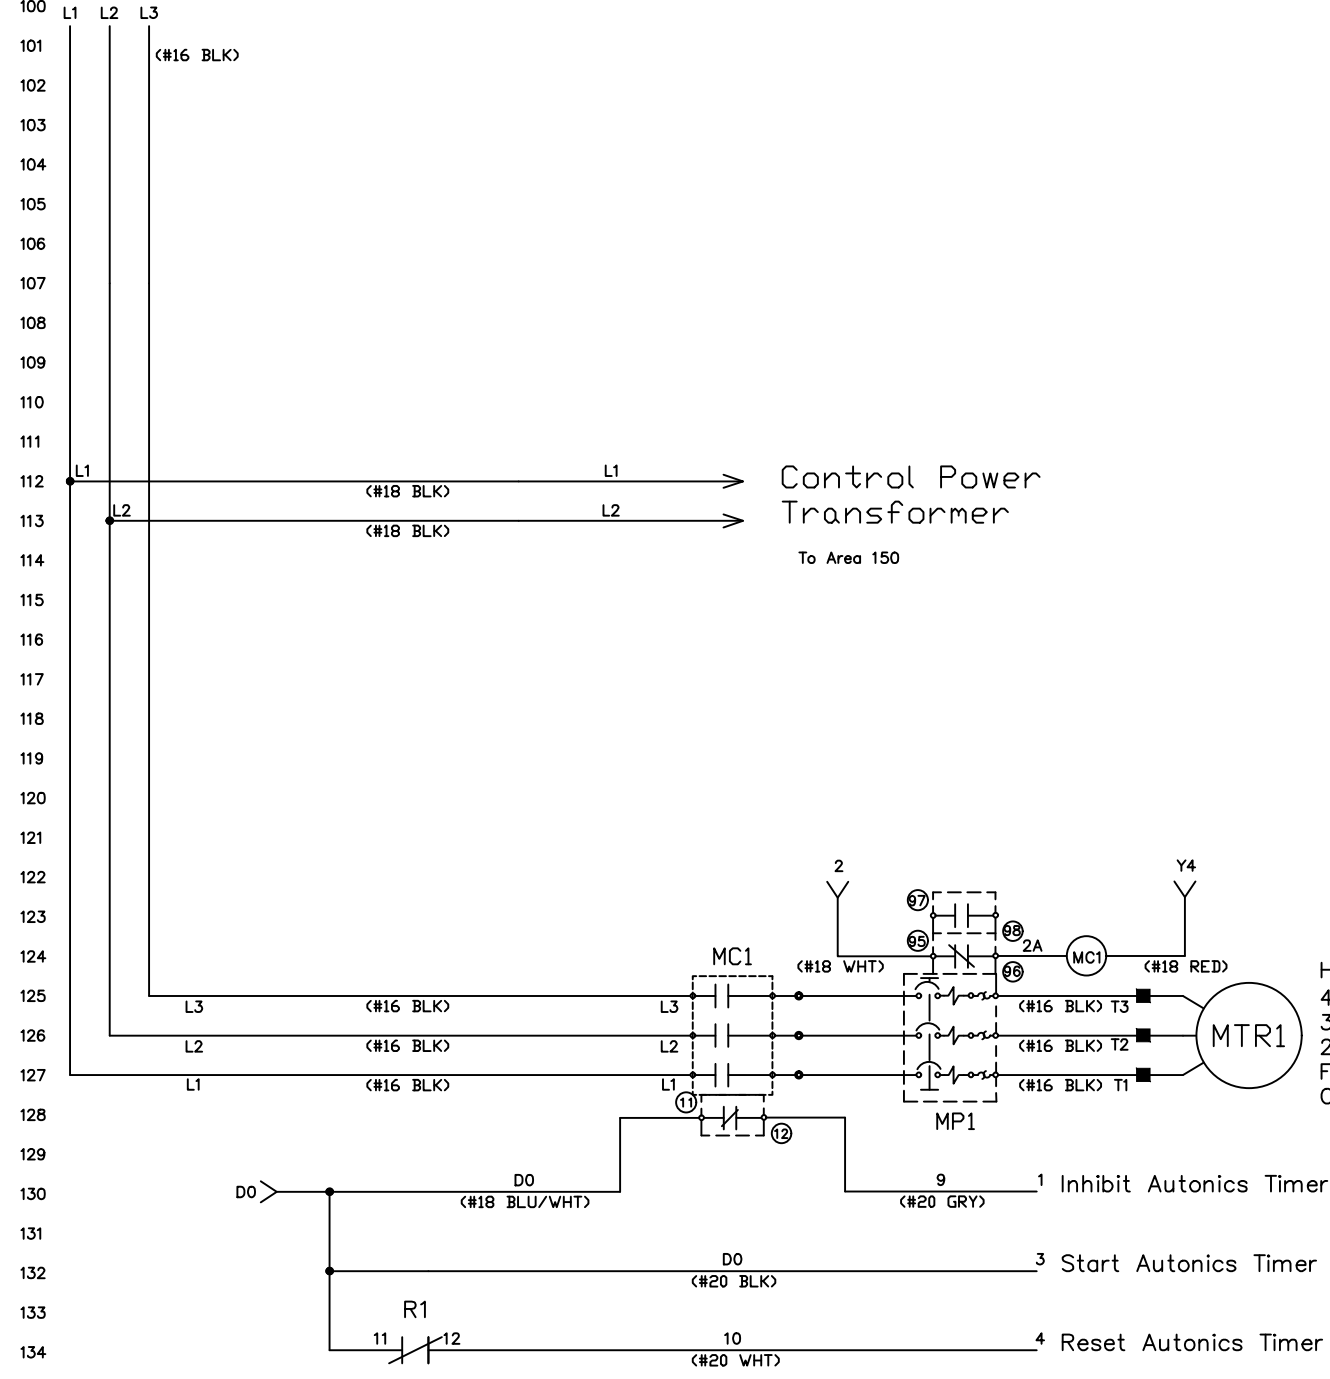 100 L1 L2 L3
101 (#16 BLK)
102
103
104
105
106
107
108
109
110
111
L1 L1
112 (#18 BLK) Control Power
L2 L2
113 (#18 BLK) Transformer
114 To Area 150
115
116
117
118
119
120
121
122 2 Y4
97
123
98
95 2A
124 MC1 (#18 WHT) MC1 (#18 RED)
96
H
125 L3 (#16 BLK) L3 (#16 BLK) T3 4
3
126 L2 (#16 BLK) L2 (#16 BLK) T2 MTR1 2
F
127 L1 (#16 BLK) L1 (#16 BLK) T1
11
128 MP1
12
129
D0 9
130 D0 (#18 BLU/WHT) (#20 GRY) 1 Inhibit Autonics Timer
131
D0
132 (#20 BLK) 3 Start Autonics Timer
133 R1
11 12 10
134 (#20 WHT) 4 Reset Autonics Timer